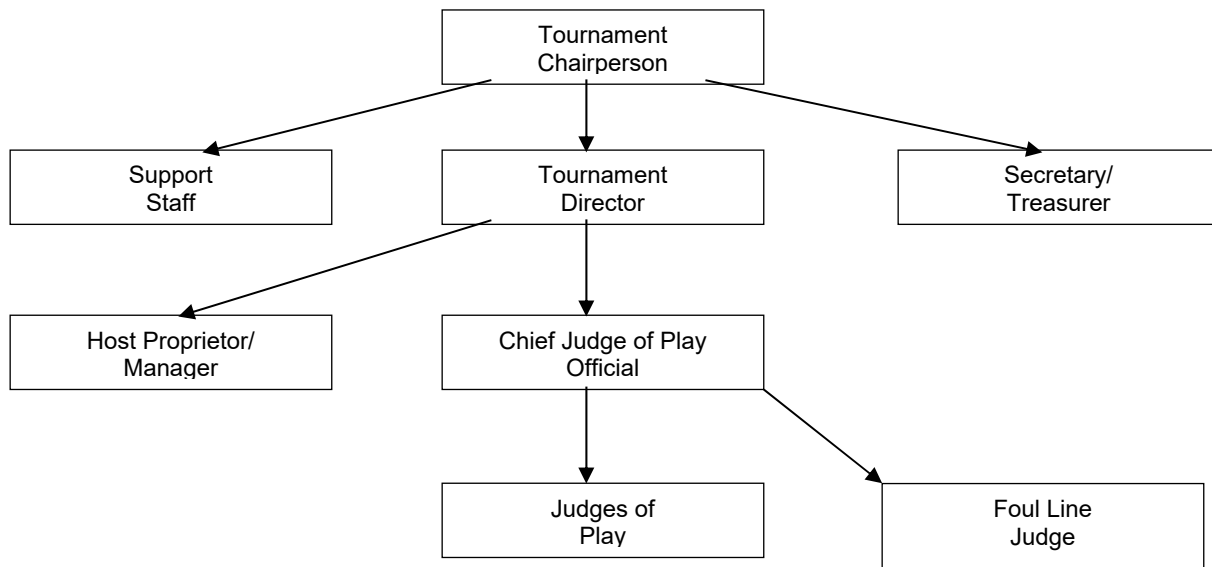 Tournament
Chairperson
Support
Staff
Tournament
Director
Secretary/
Treasurer
Host Proprietor/
Manager
Chief Judge of Play
Official
Judges of
Play
Foul Line
Judge